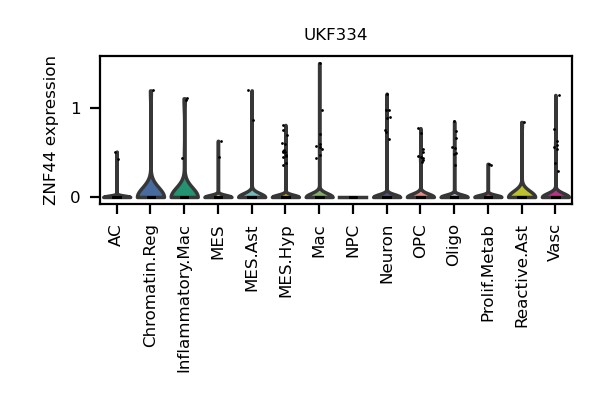 UKF334
ZNF44 expression
1
0
AC
Chromatin.Reg
Inflammatory.Mac
MES
MES.Ast
MES.Hyp
Mac
NPC
Neuron
OPC
Oligo
Prolif.Metab
Reactive.Ast
Vasc